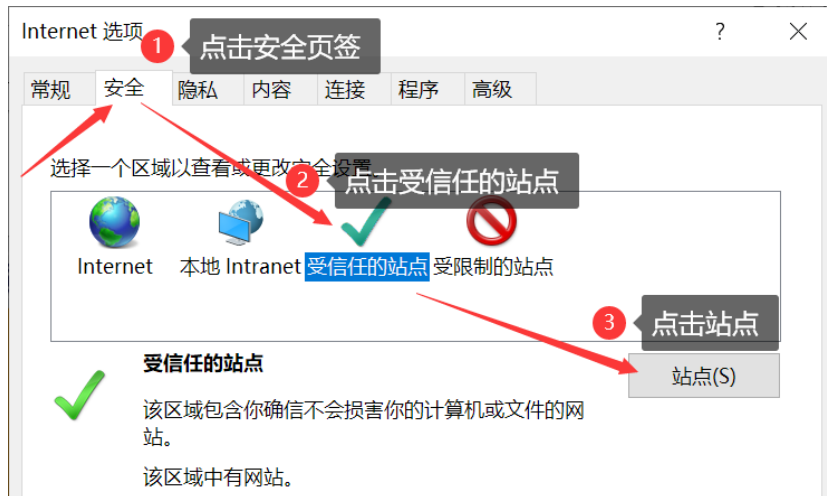 Internet 选项
1 点击安全页签
常规 安全 隐私 内容 连接 程序 高级
选择一个区域以查看或更改安全设置
2 点击受信任的站点
Internet 本地 Intranet 受信任的站点 受限制的站点
3 点击站点
受信任的站点
站点(S)
该区域包含你确信不会损害你的计算机或文件的网
站。
该区域中有网站。